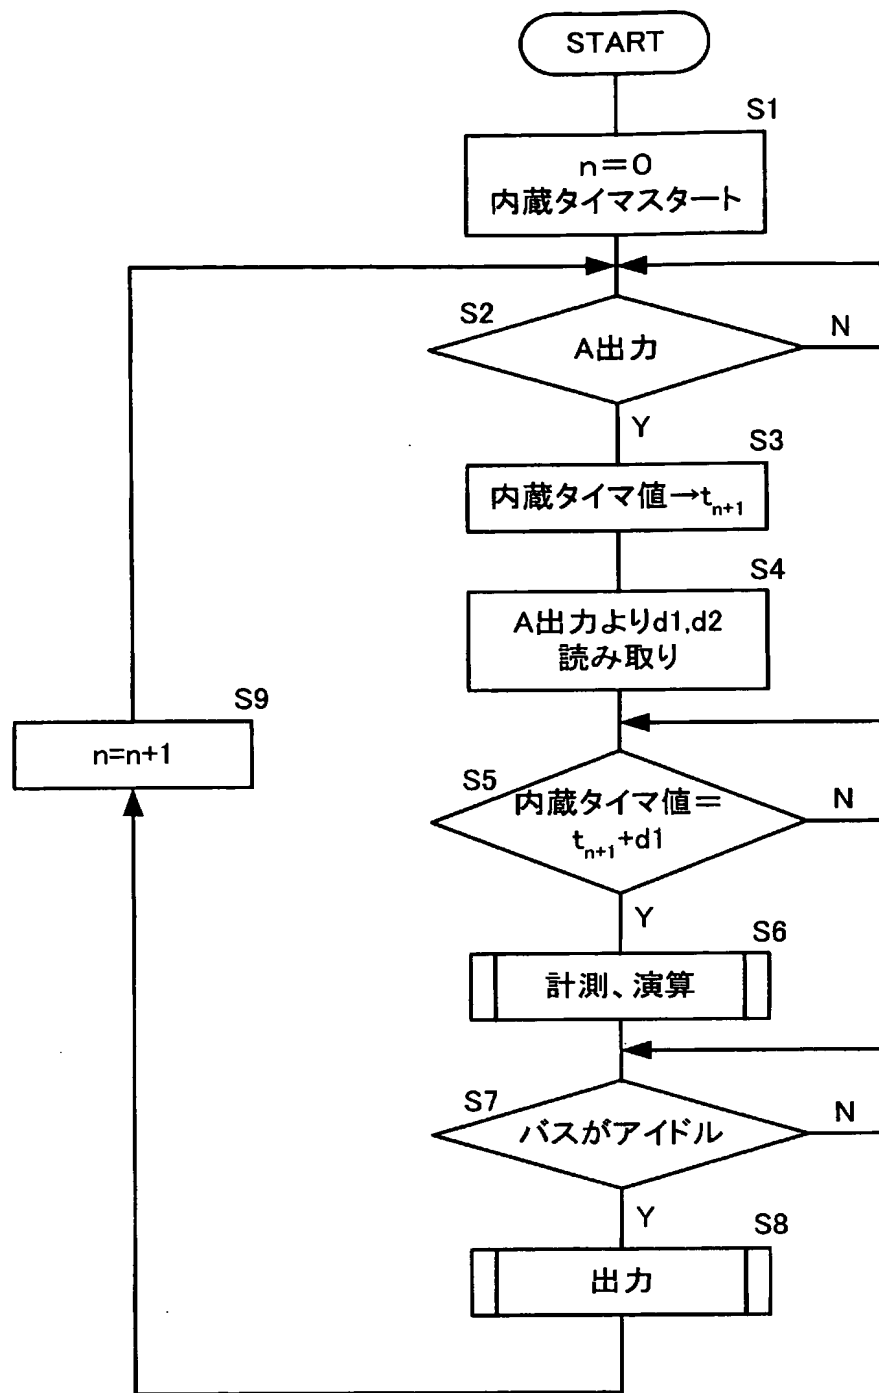 START
S1
n=0
内蔵タイマスタート
S2
A出力
N
Y
S3
内蔵タイマ値→tn+1
S4
A出力よりd1,d2
読み取り
S9
n=n+1
S5
内蔵タイマ値=
tn+1+d1
N
Y
S6
計測、演算
S7
バスがアイドル
N
Y
S8
出力